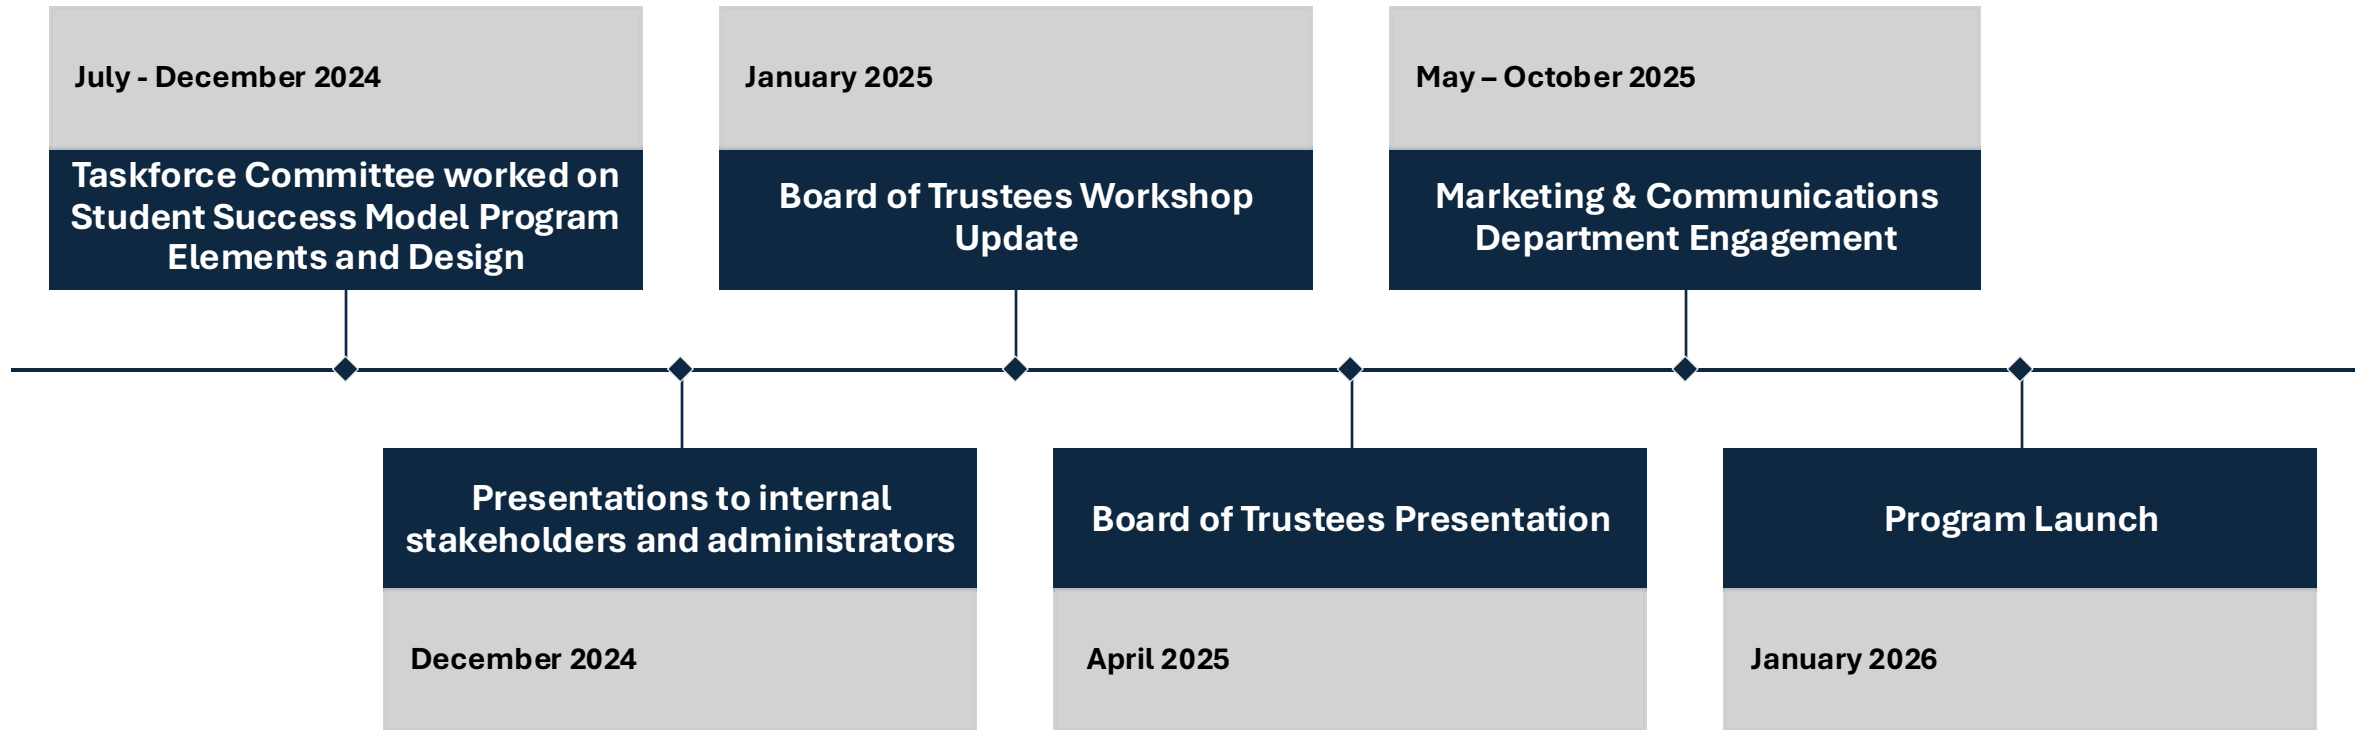 July - December 2024
Taskforce Committee worked on
Student Success Model Program
Elements and Design
Presentations to internal
stakeholders and administrators
December 2024
January 2025
Board of Trustees Workshop
Update
Board of Trustees Presentation
April 2025
May – October 2025
Marketing & Communications
Department Engagement
Program Launch
January 2026